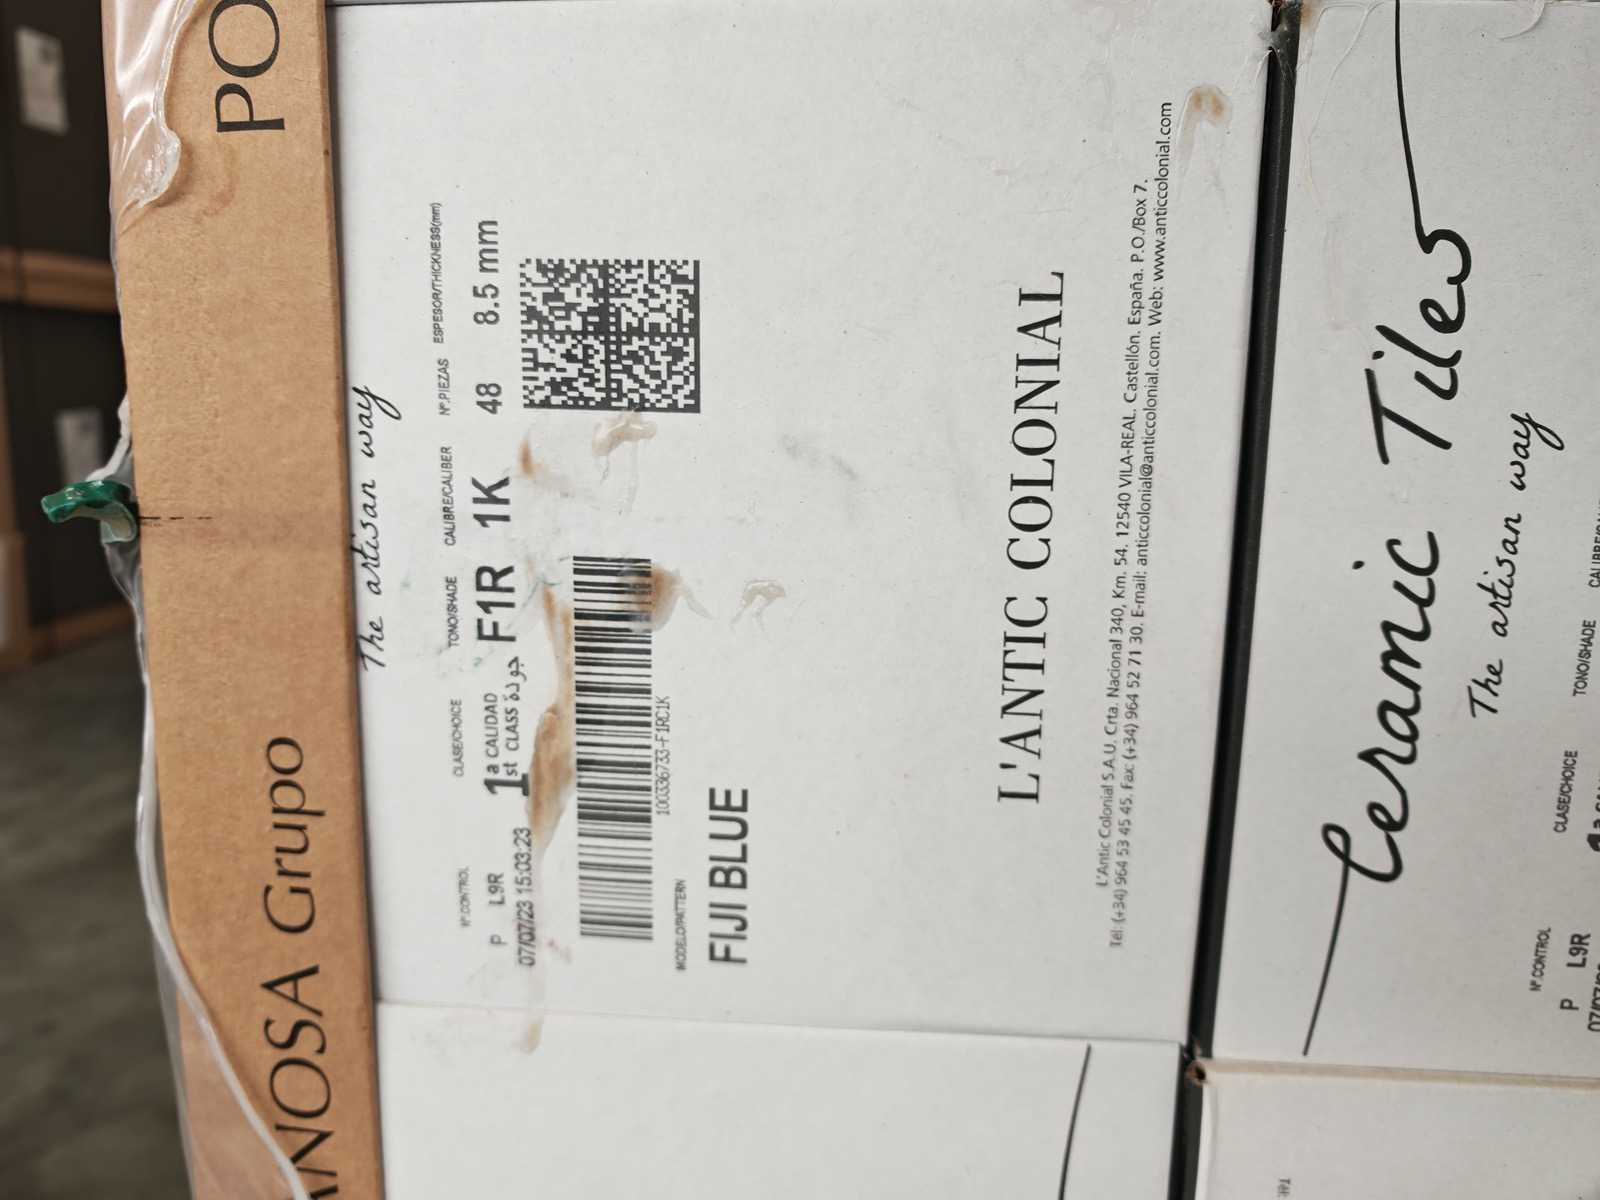 PO
ANOSA Grupo
The artisan way
Nº.CONTROL CLASE/CHOICE TONO/SHADE CALIBRE/CALIBER Nº.PIEZAS ESPESOR/THICKNESS(mm)
P L9R 1a CALIDAD F1R 1K 48 8.5 mm
07/07/23 15:03:23 1st CLASS جودة
100336733-F1RC1K
MODELO/PATTERN
FIJI BLUE
L'ANTIC COLONIAL
L'Antic Colonial S.A.U. Crta. Nacional 340, Km. 54. 12540 VILA-REAL. Castellón. España. P.O./Box 7.
Tél: (+34) 964 53 45 45. Fax: (+34) 964 52 71 30. E-mail: anticcolonial@anticcolonial.com. Web: www.anticcolonial.com
Ceramic Tiles
The artisan way
Nº.CONTROL CLASE/CHOICE TONO/SHADE
P L9R